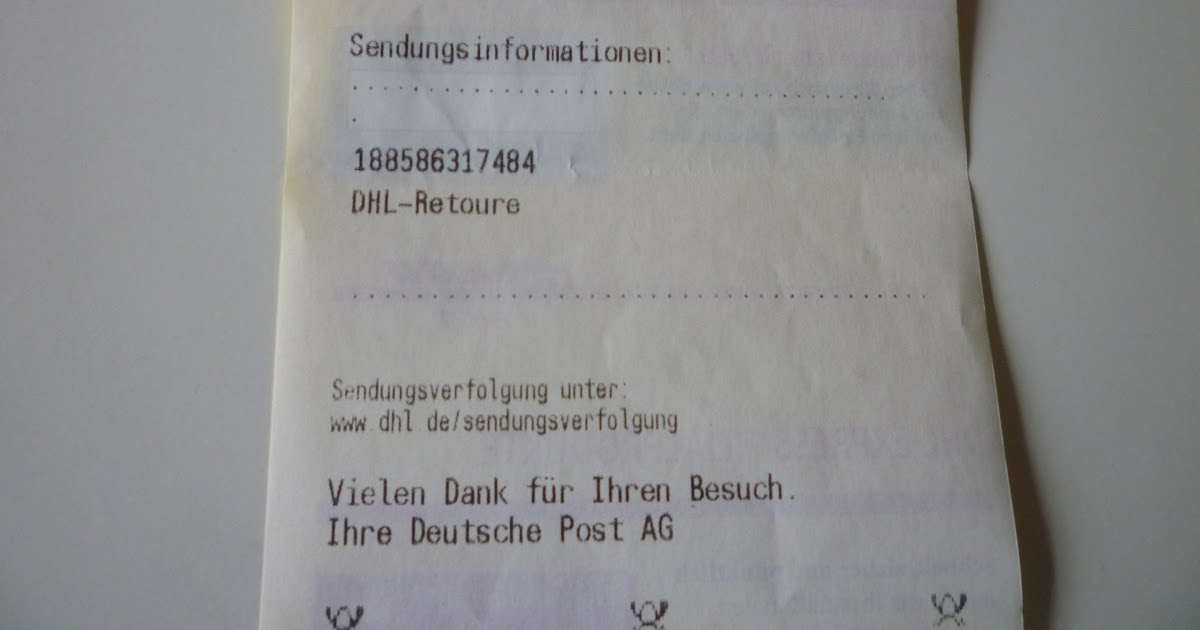 Sendungsinformationen:
........................................
.
188586317484
DHL-Retoure
........................................
Sendungsverfolgung unter:
www.dhl.de/sendungsverfolgung
Vielen Dank für Ihren Besuch.
Ihre Deutsche Post AG